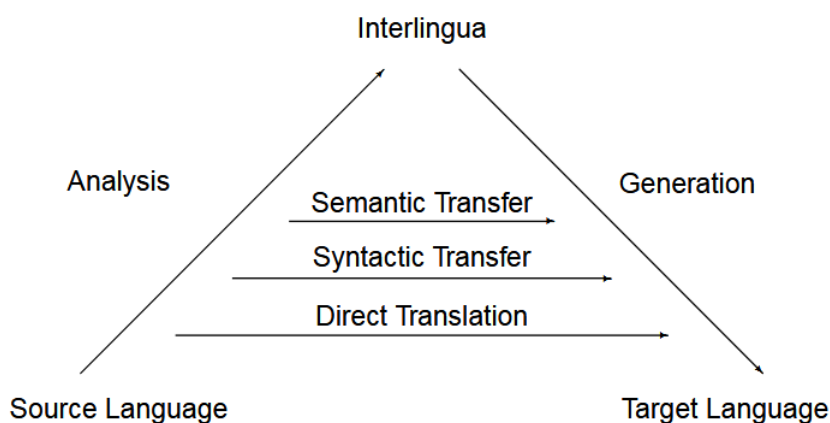 Interlingua
Analysis
Generation
Semantic Transfer
Syntactic Transfer
Direct Translation
Source Language
Target Language